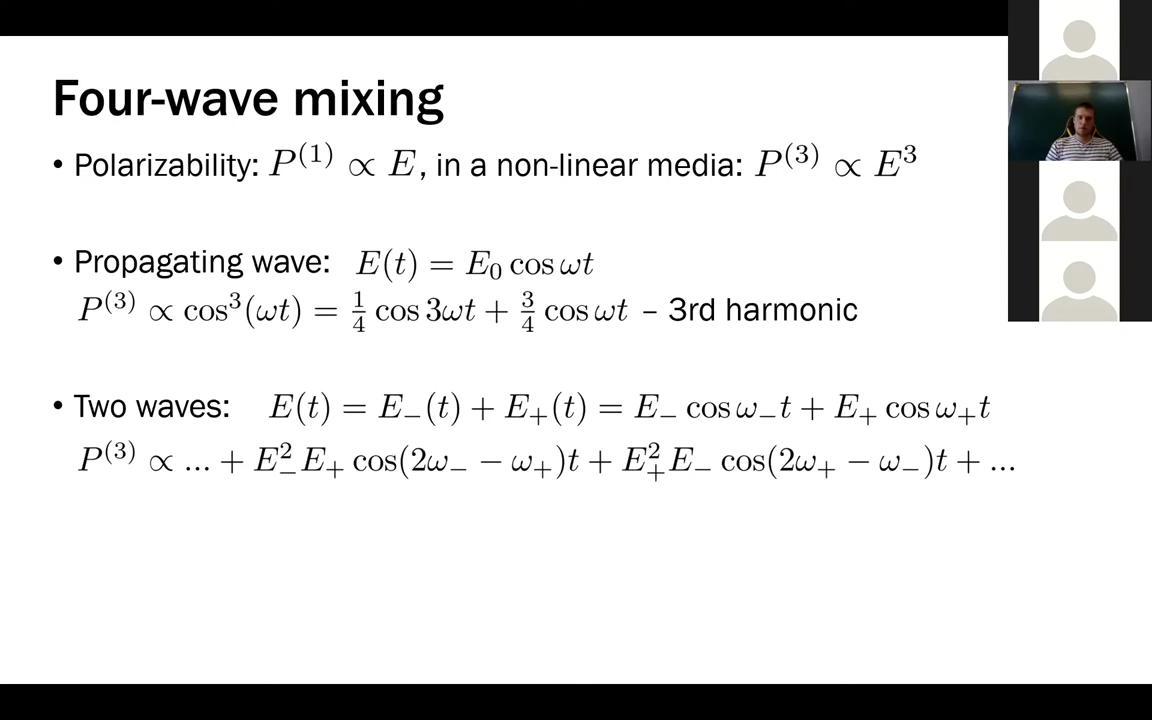 Four-wave mixing
• Polarizability: P^{(1)} ∝ E, in a non-linear media: P^{(3)} ∝ E^3
• Propagating wave: E(t) = E_0 cos ωt
P^{(3)} ∝ cos^3(ωt) = 1/4 cos 3ωt + 3/4 cos ωt – 3rd harmonic
• Two waves: E(t) = E_−(t) + E_+(t) = E_− cos ω_−t + E_+ cos ω_+t
P^{(3)} ∝ ... + E_−^2 E_+ cos(2ω_− − ω_+)t + E_+^2 E_− cos(2ω_+ − ω_−)t + ...